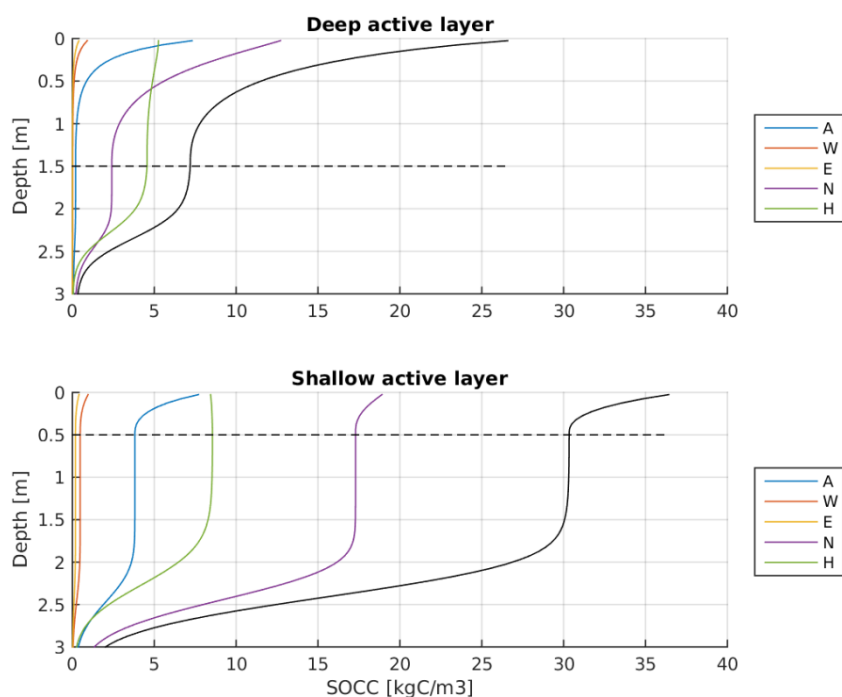 Deep active layer
Depth [m]
0
0.5
1
1.5
2
2.5
3
0 5 10 15 20 25 30 35 40
A
W
E
N
H
Shallow active layer
Depth [m]
0
0.5
1
1.5
2
2.5
3
0 5 10 15 20 25 30 35 40
SOCC [kgC/m3]
A
W
E
N
H